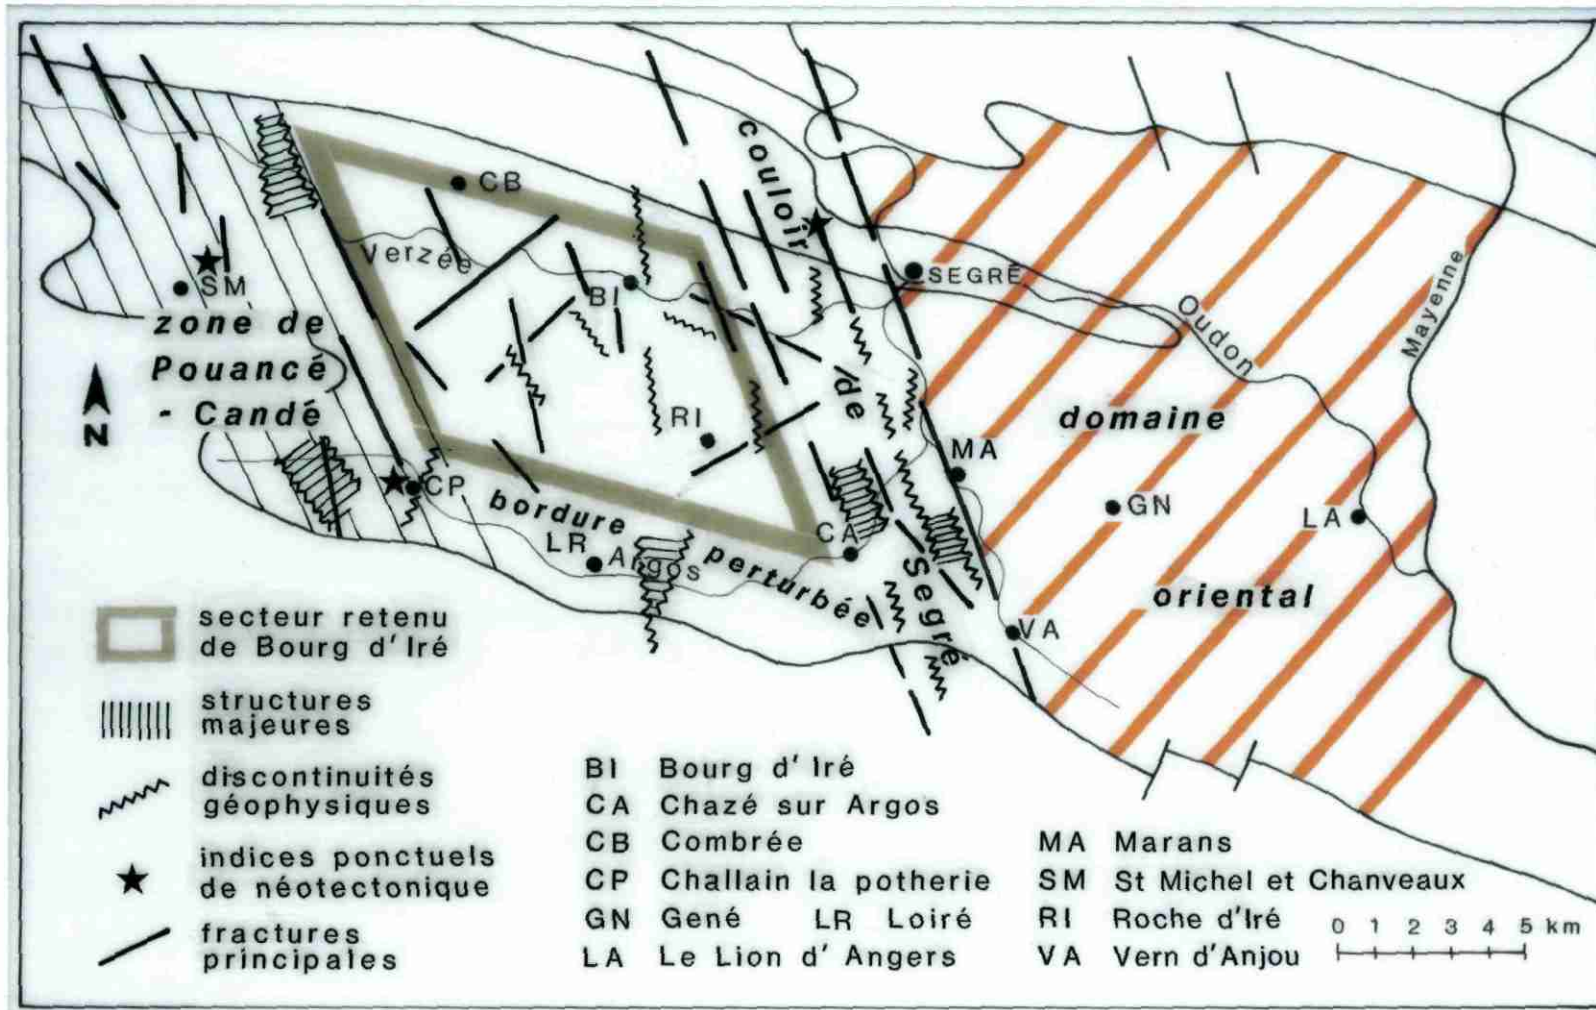 couloir
de
Segré
CB
Verzée
SEGRÉ
BI
SM
zone de
Pouancé
- Candé
N
Oudon
Mayenne
domaine
RI
MA
CP
GN
LA
bordure
perturbée
LR
Argos
CA
oriental
VA
secteur retenu
de Bourg d'Iré
structures
majeures
discontinuités
géophysiques
indices ponctuels
de néotectonique
fractures
principales
BI Bourg d'Iré
CA Chazé sur Argos
CB Combrée
CP Challain la potherie
GN Gené LR Loiré
LA Le Lion d'Angers
MA Marans
SM St Michel et Chanveaux
RI Roche d'Iré
VA Vern d'Anjou
0 1 2 3 4 5 km